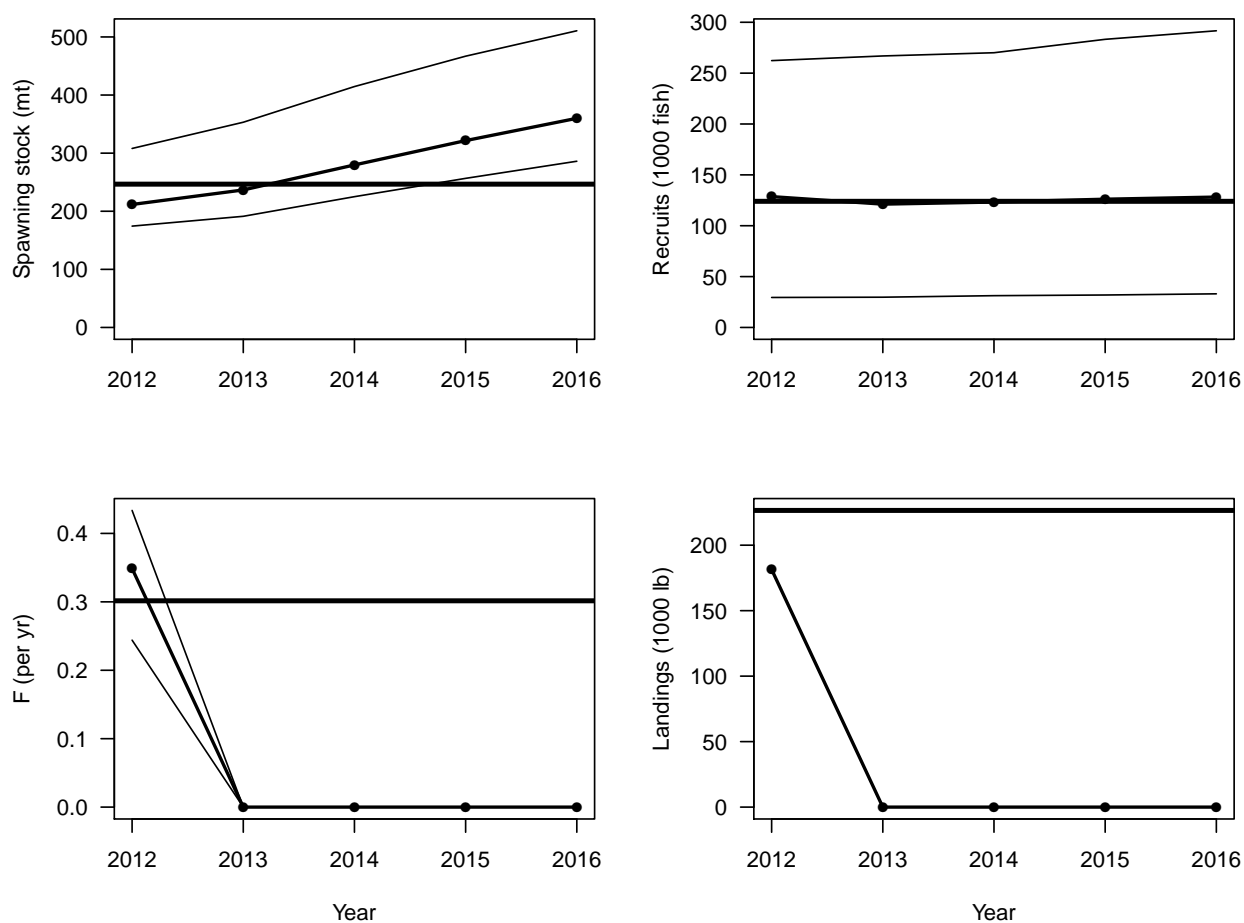 Spawning stock (mt)
500
400
300
200
100
0
2012 2013 2014 2015 2016
Recruits (1000 fish)
300
250
200
150
100
50
0
2012 2013 2014 2015 2016
F (per yr)
0.4
0.3
0.2
0.1
0.0
2012 2013 2014 2015 2016
Year
Landings (1000 lb)
200
150
100
50
0
2012 2013 2014 2015 2016
Year